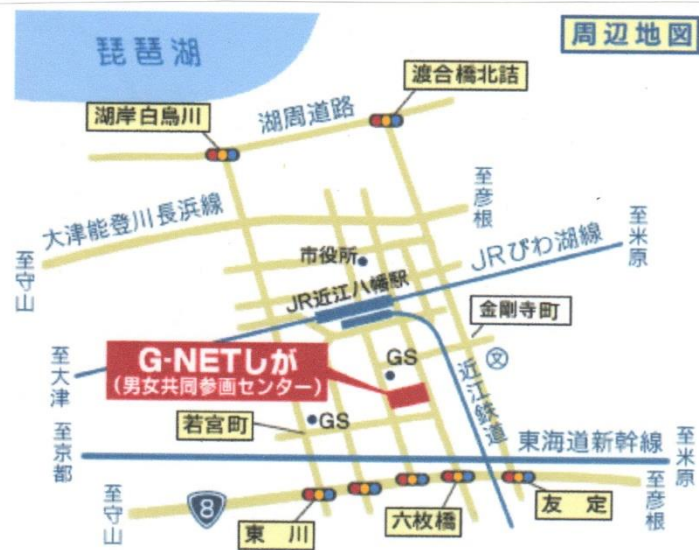 周辺地図
琵琶湖
渡合橋北詰
湖岸白鳥川
湖周道路
至彦根
大津能登川長浜線
至守山
至米原
市役所
JRびわ湖線
JR近江八幡駅
金剛寺町
G-NETしが
(男女共同参画センター)
GS
文
近江鉄道
至大津
若宮町
GS
至京都
東海道新幹線
至米原
至守山
8
至彦根
東川
六枚橋
友定